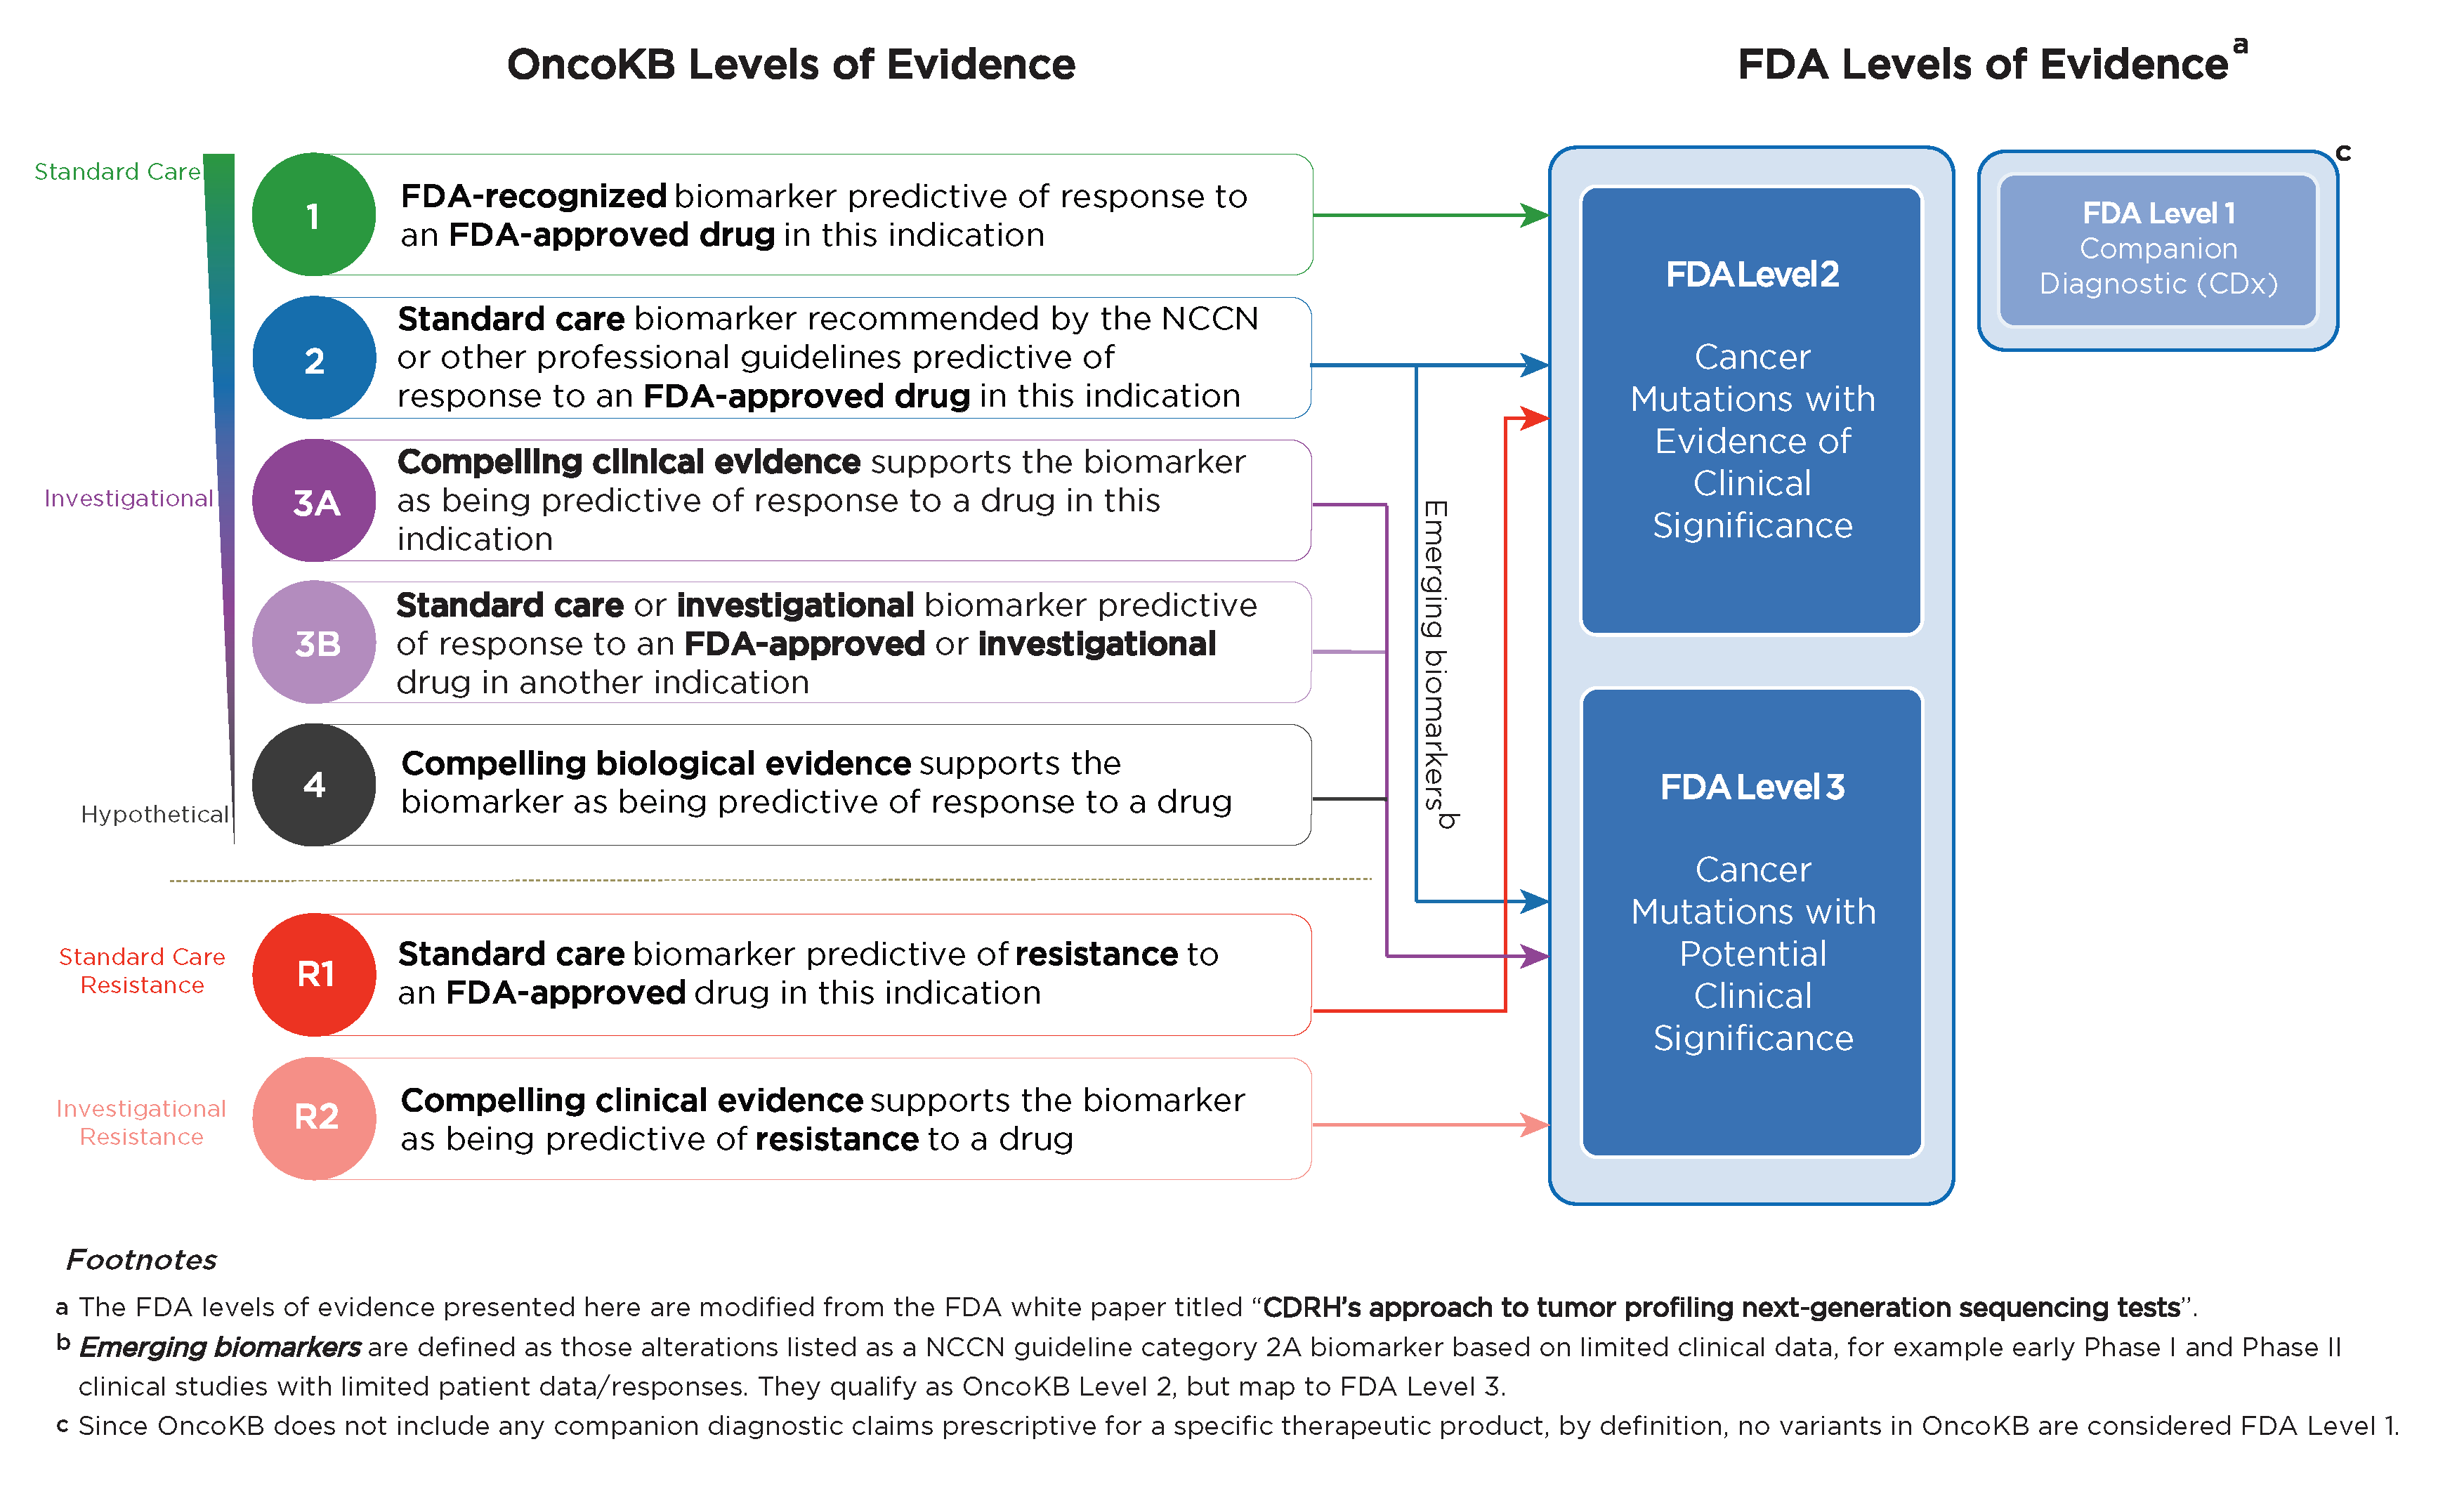 OncoKB Levels of Evidence
FDA Levels of Evidence a
Standard Care
1
FDA-recognized biomarker predictive of response to
an FDA-approved drug in this indication
2
Standard care biomarker recommended by the NCCN
or other professional guidelines predictive of
response to an FDA-approved drug in this indication
Investigational
3A
Compelling clinical evidence supports the biomarker
as being predictive of response to a drug in this
indication
3B
Standard care or investigational biomarker predictive
of response to an FDA-approved or investigational
drug in another indication
Hypothetical
4
Compelling biological evidence supports the
biomarker as being predictive of response to a drug
Standard Care
Resistance
R1
Standard care biomarker predictive of resistance to
an FDA-approved drug in this indication
Investigational
Resistance
R2
Compelling clinical evidence supports the biomarker
as being predictive of resistance to a drug
Emerging biomarkers b
FDA Level 2
Cancer
Mutations with
Evidence of
Clinical
Significance
FDA Level 3
Cancer
Mutations with
Potential
Clinical
Significance
c
FDA Level 1
Companion
Diagnostic (CDx)
Footnotes
a The FDA levels of evidence presented here are modified from the FDA white paper titled “CDRH’s approach to tumor profiling next-generation sequencing tests”.
b Emerging biomarkers are defined as those alterations listed as a NCCN guideline category 2A biomarker based on limited clinical data, for example early Phase I and Phase II
clinical studies with limited patient data/responses. They qualify as OncoKB Level 2, but map to FDA Level 3.
c Since OncoKB does not include any companion diagnostic claims prescriptive for a specific therapeutic product, by definition, no variants in OncoKB are considered FDA Level 1.